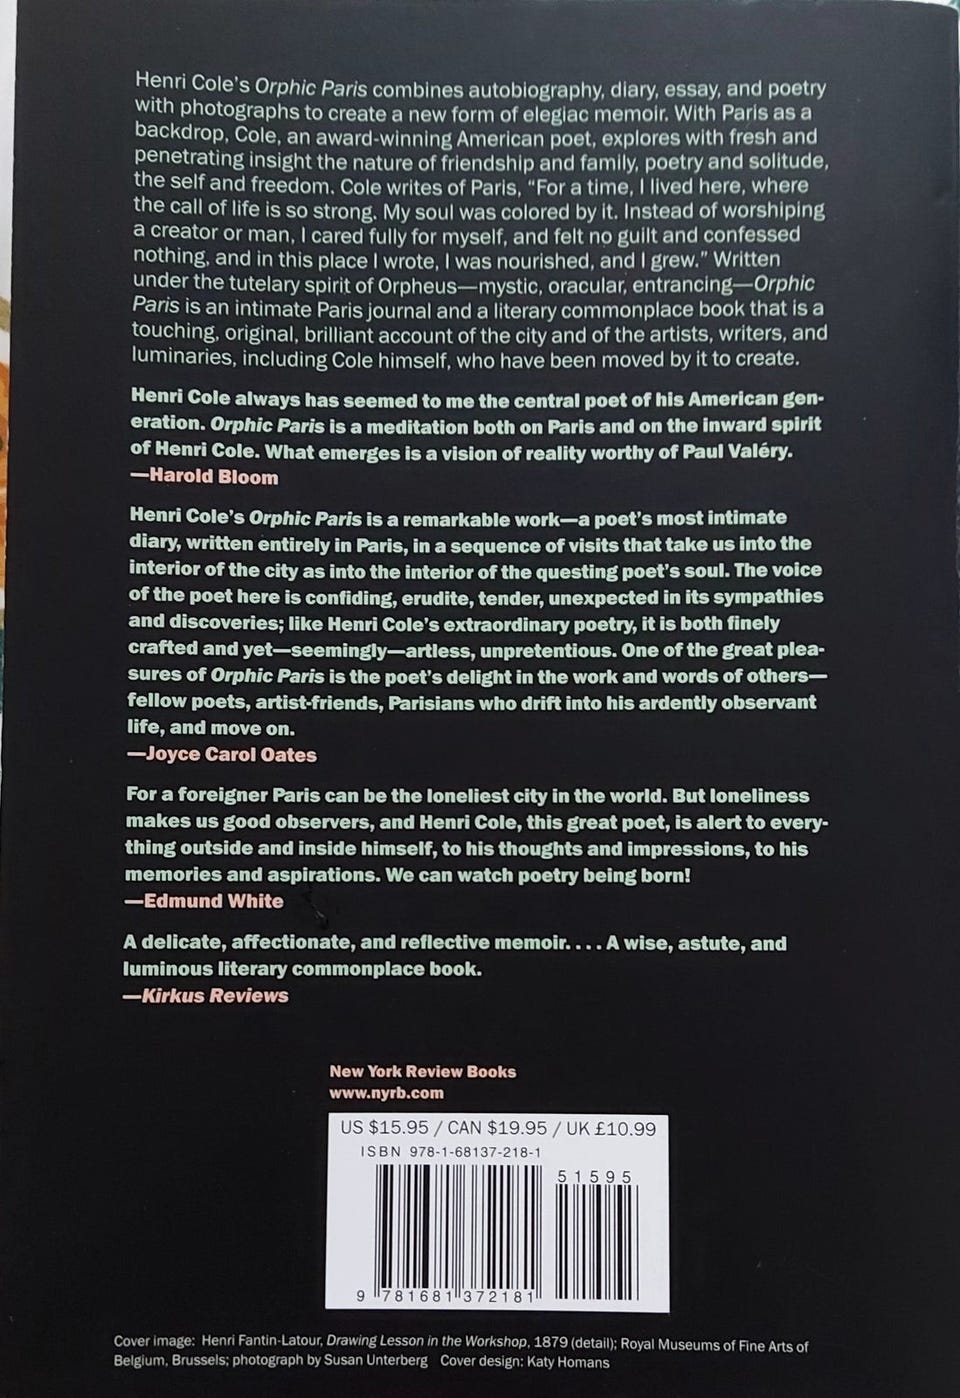 Henri Cole's Orphic Paris combines autobiography, diary, essay, and poetry
with photographs to create a new form of elegiac memoir. With Paris as a
backdrop, Cole, an award-winning American poet, explores with fresh and
penetrating insight the nature of friendship and family, poetry and solitude,
the self and freedom. Cole writes of Paris, “For a time, I lived here, where
the call of life is so strong. My soul was colored by it. Instead of worshiping
a creator or man, I cared fully for myself, and felt no guilt and confessed
nothing, and in this place I wrote, I was nourished, and I grew.” Written
under the tutelary spirit of Orpheus—mystic, oracular, entrancing—Orphic
Paris is an intimate Paris journal and a literary commonplace book that is a
touching, original, brilliant account of the city and of the artists, writers, and
luminaries, including Cole himself, who have been moved by it to create.
Henri Cole always has seemed to me the central poet of his American gen-
eration. Orphic Paris is a meditation both on Paris and on the inward spirit
of Henri Cole. What emerges is a vision of reality worthy of Paul Valéry.
—Harold Bloom
Henri Cole's Orphic Paris is a remarkable work—a poet's most intimate
diary, written entirely in Paris, in a sequence of visits that take us into the
interior of the city as into the interior of the questing poet's soul. The voice
of the poet here is confiding, erudite, tender, unexpected in its sympathies
and discoveries; like Henri Cole's extraordinary poetry, it is both finely
crafted and yet—seemingly—artless, unpretentious. One of the great plea-
sures of Orphic Paris is the poet's delight in the work and words of others—
fellow poets, artist-friends, Parisians who drift into his ardently observant
life, and move on.
—Joyce Carol Oates
For a foreigner Paris can be the loneliest city in the world. But loneliness
makes us good observers, and Henri Cole, this great poet, is alert to every-
thing outside and inside himself, to his thoughts and impressions, to his
memories and aspirations. We can watch poetry being born!
—Edmund White
A delicate, affectionate, and reflective memoir. . . . A wise, astute, and
luminous literary commonplace book.
—Kirkus Reviews
New York Review Books
www.nyrb.com
US $15.95 / CAN $19.95 / UK £10.99
ISBN 978-1-68137-218-1
51595
9 781681 372181
Cover image: Henri Fantin-Latour, Drawing Lesson in the Workshop, 1879 (detail); Royal Museums of Fine Arts of
Belgium, Brussels; photograph by Susan Unterberg Cover design: Katy Homans